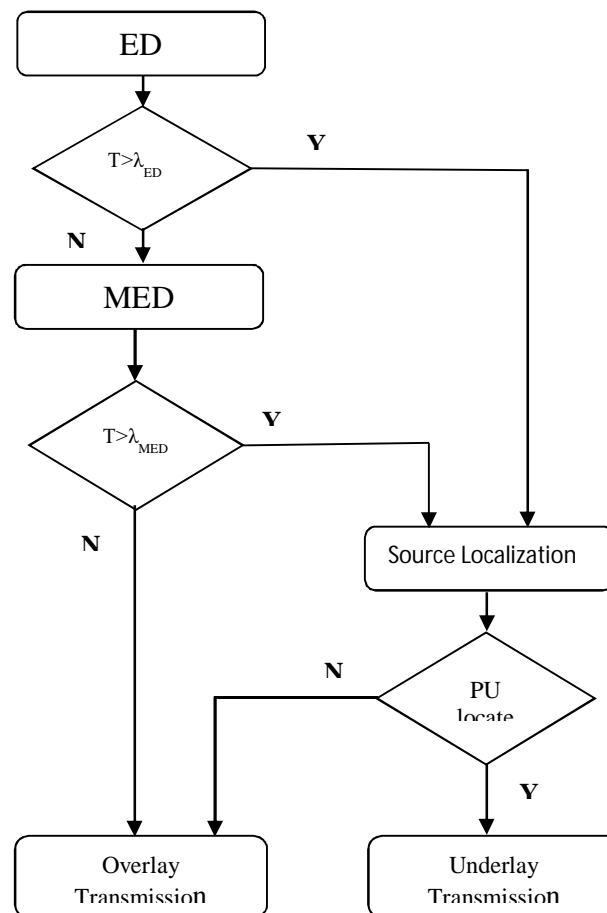 ED
T>λED
Y
N
MED
T>λMED
Y
N
Source Localization
N
PU
locate
Y
Overlay
Transmission
Underlay
Transmission